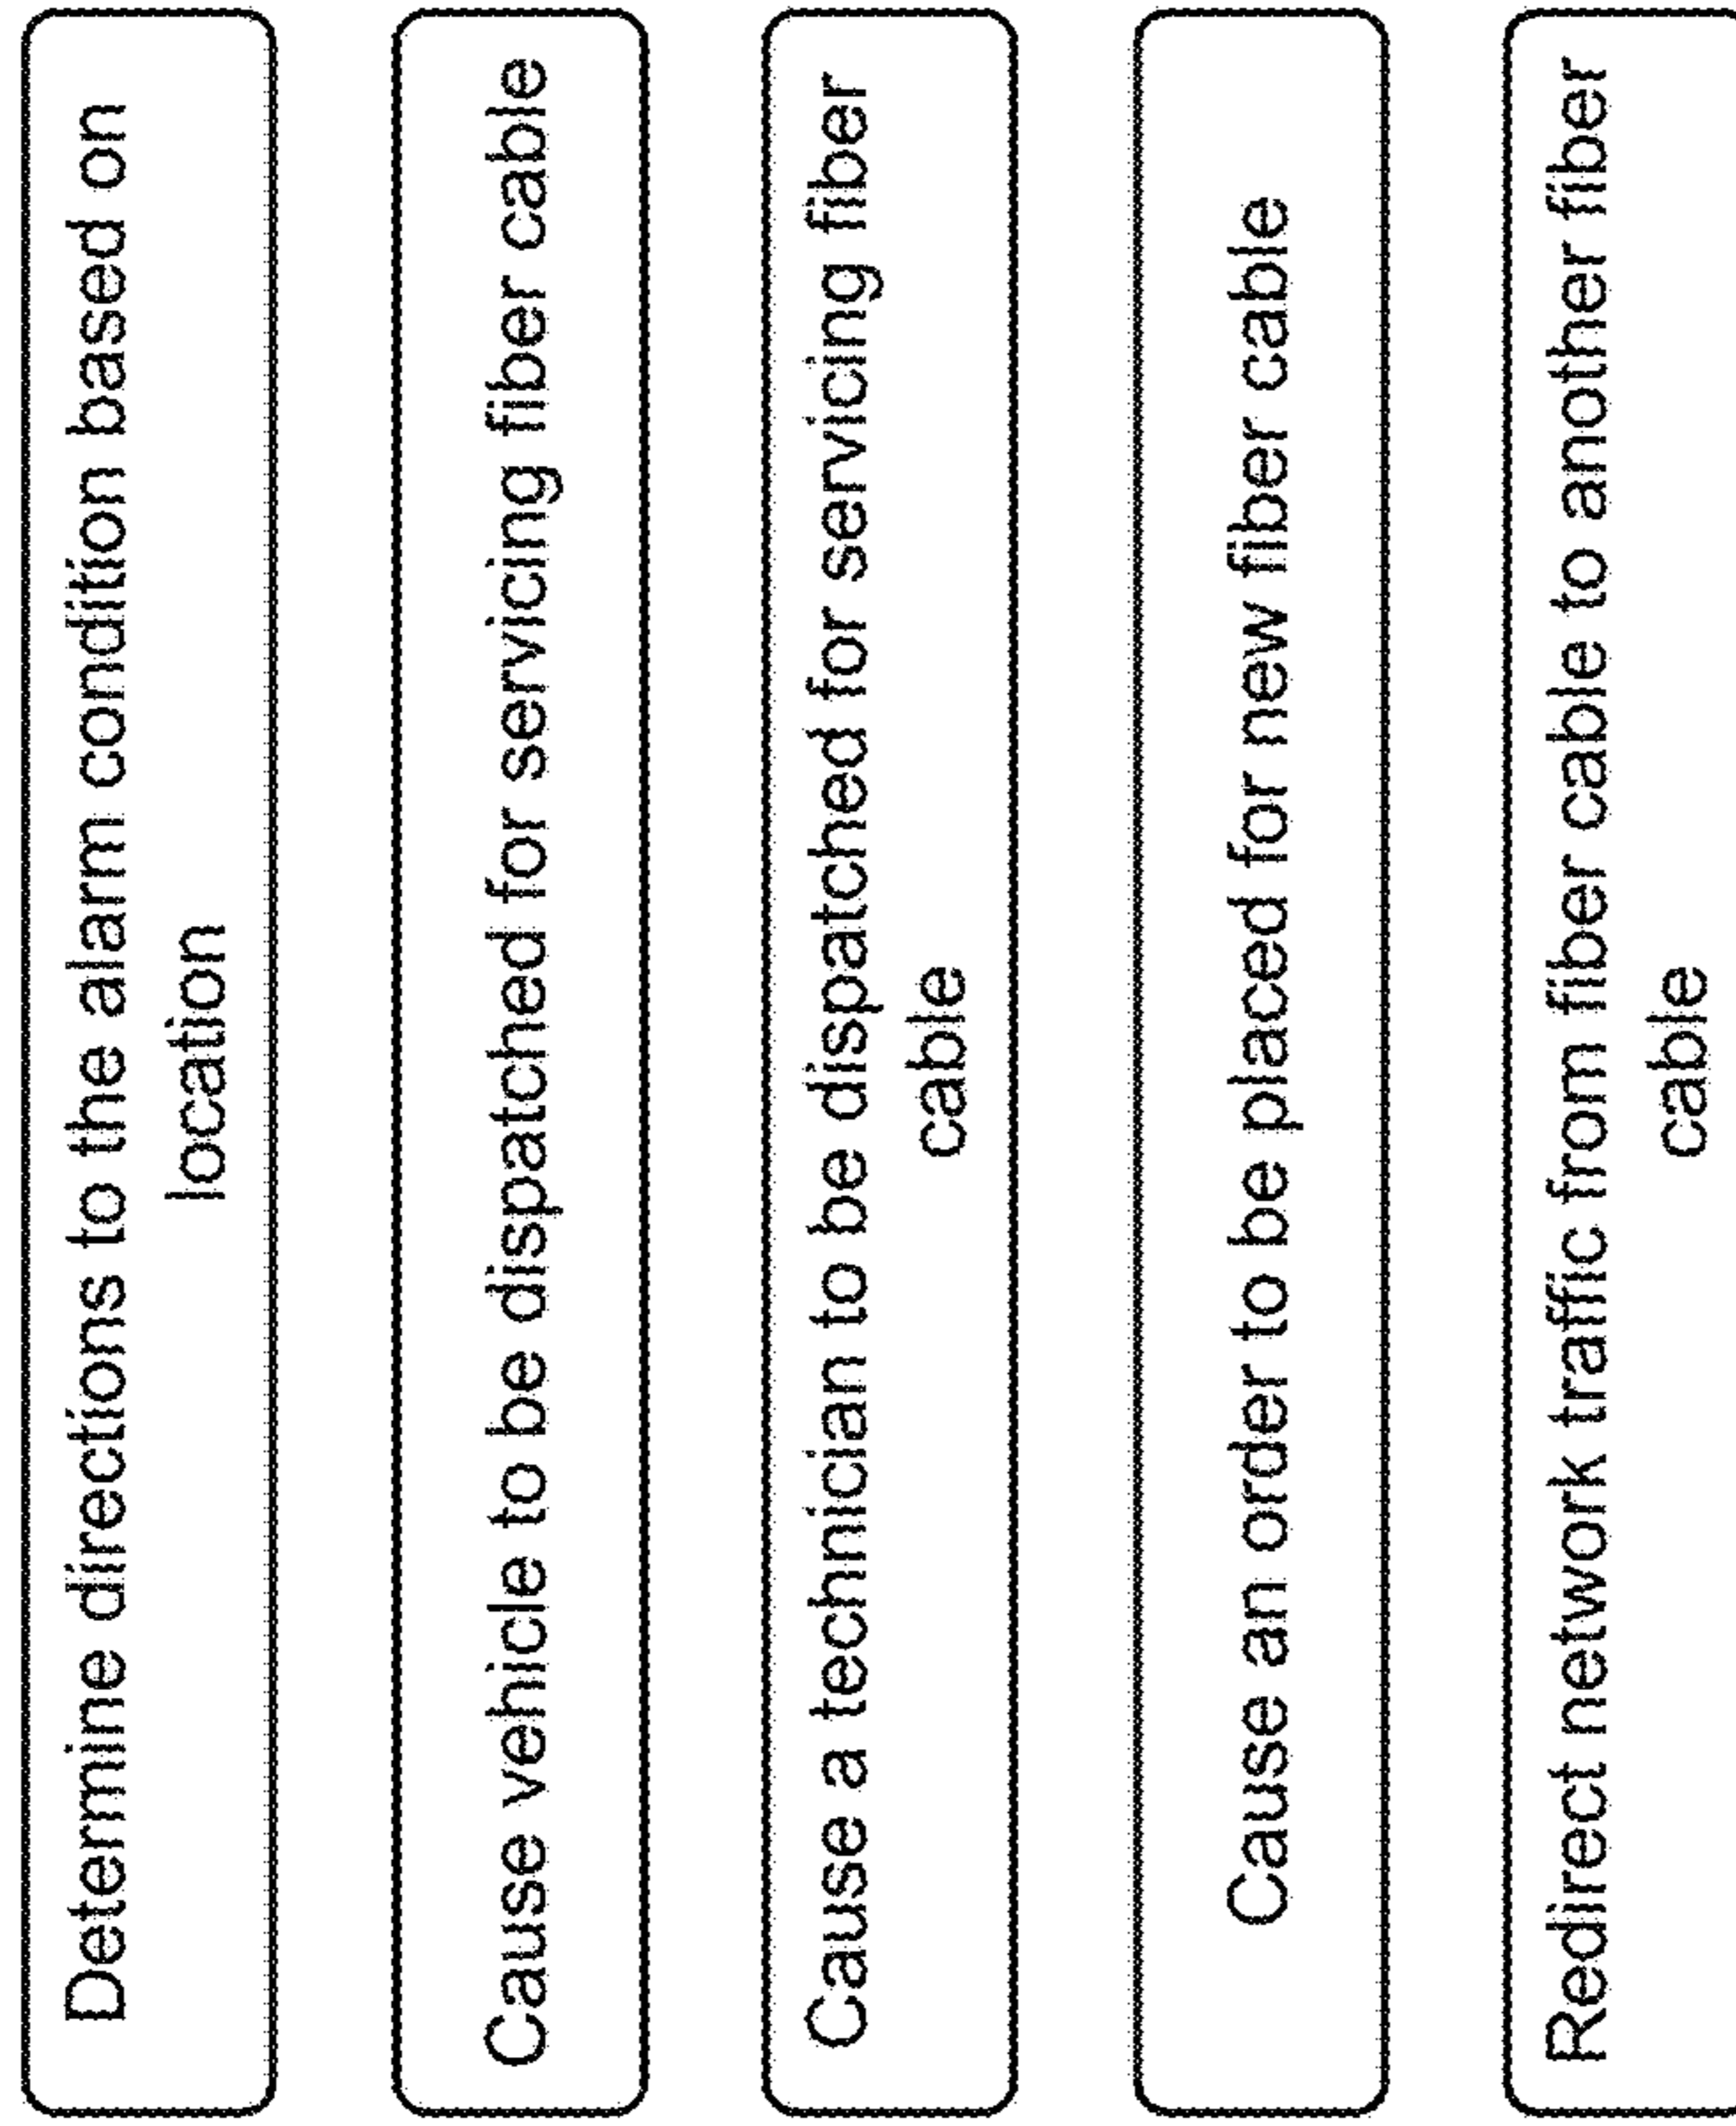 Determine directions to the alarm condition based on
location
Cause vehicle to be dispatched for servicing fiber cable
Cause a technician to be dispatched for servicing fiber
cable
Cause an order to be placed for new fiber cable
Redirect network traffic from fiber cable to another fiber
cable